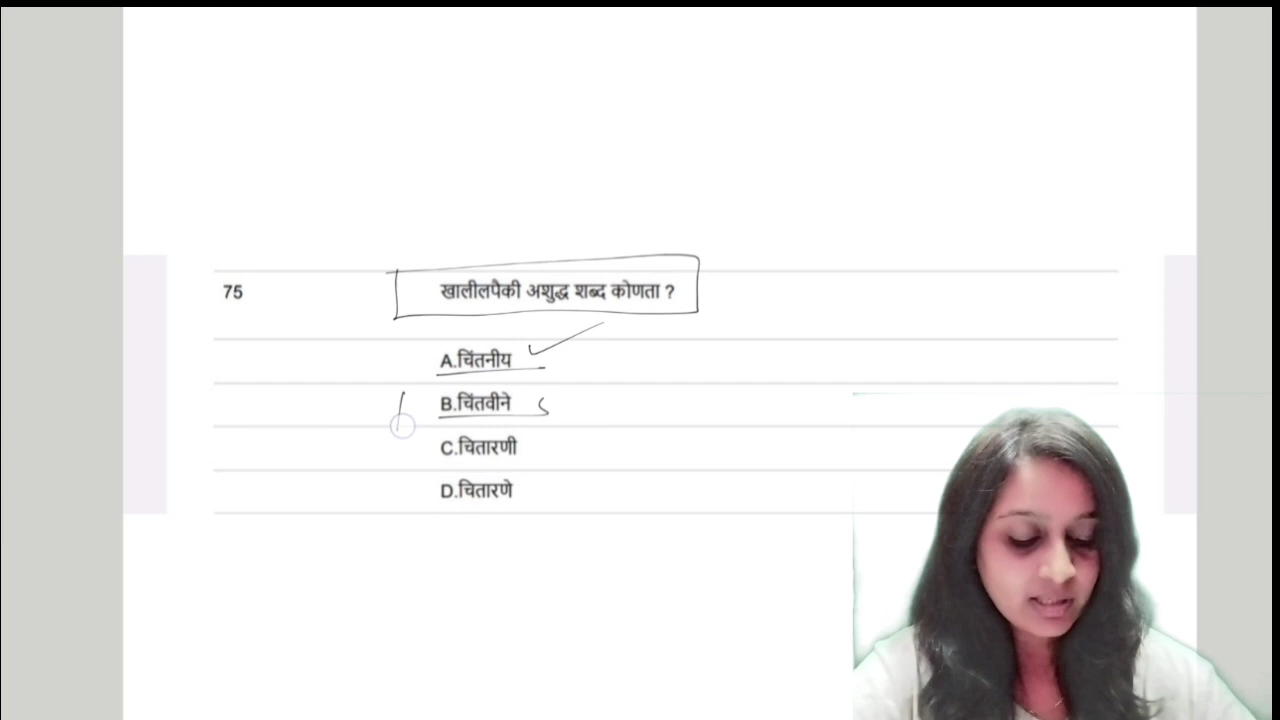 75 खालीलपैकी अशुद्ध शब्द कोणता ?
A.चिंतनीय
B.चिंतवीने
C.चितारणी
D.चितारणे